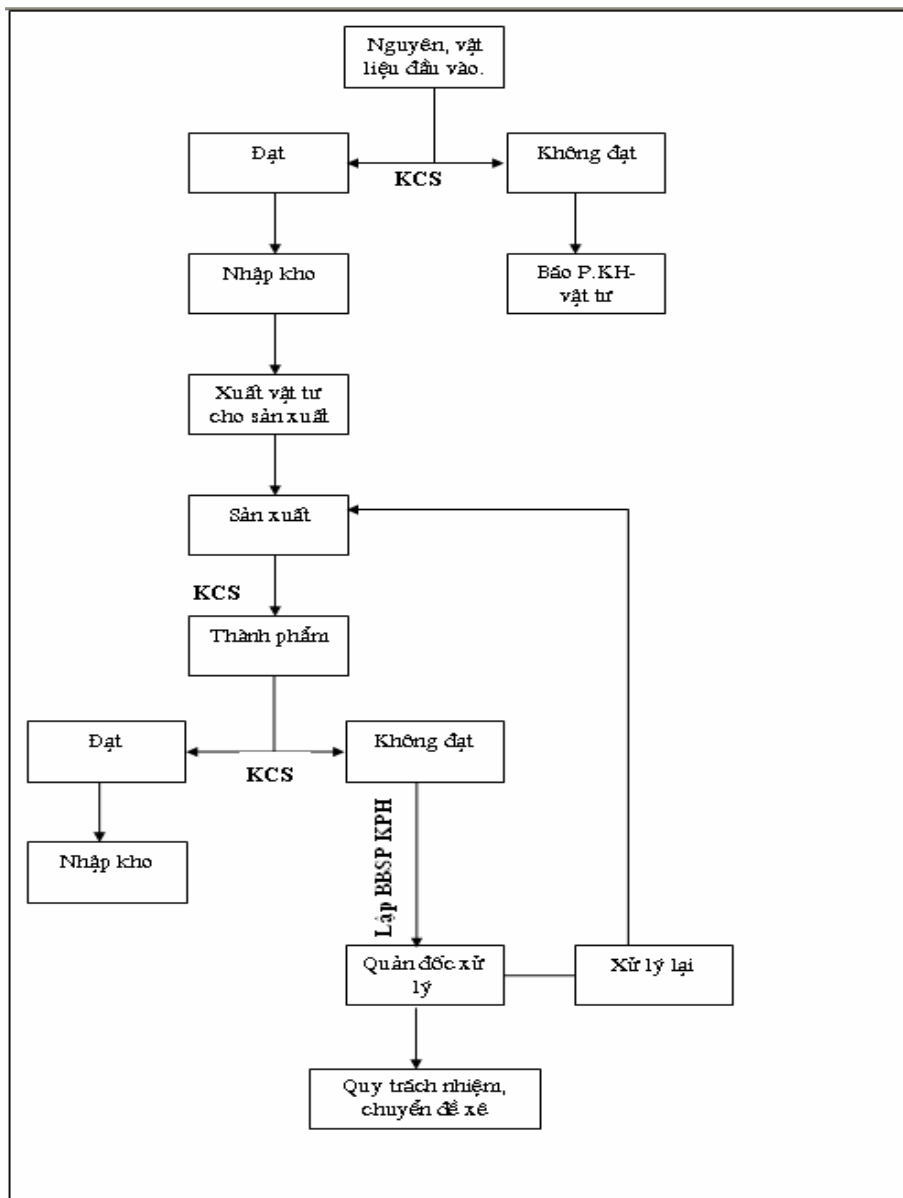 Nguyên, vật
liệu đầu vào.
Đạt
Không đạt
KCS
Nhập kho
Báo P.KH-
vật tư
Xuất vật tư
cho sản xuất
Sản xuất
KCS
Thành phẩm
Đạt
Không đạt
KCS
Nhập kho
Lập BBSP KPH
Quản đốc xử
lý
Xử lý lại
Quy trách nhiệm,
chuyển đề xê